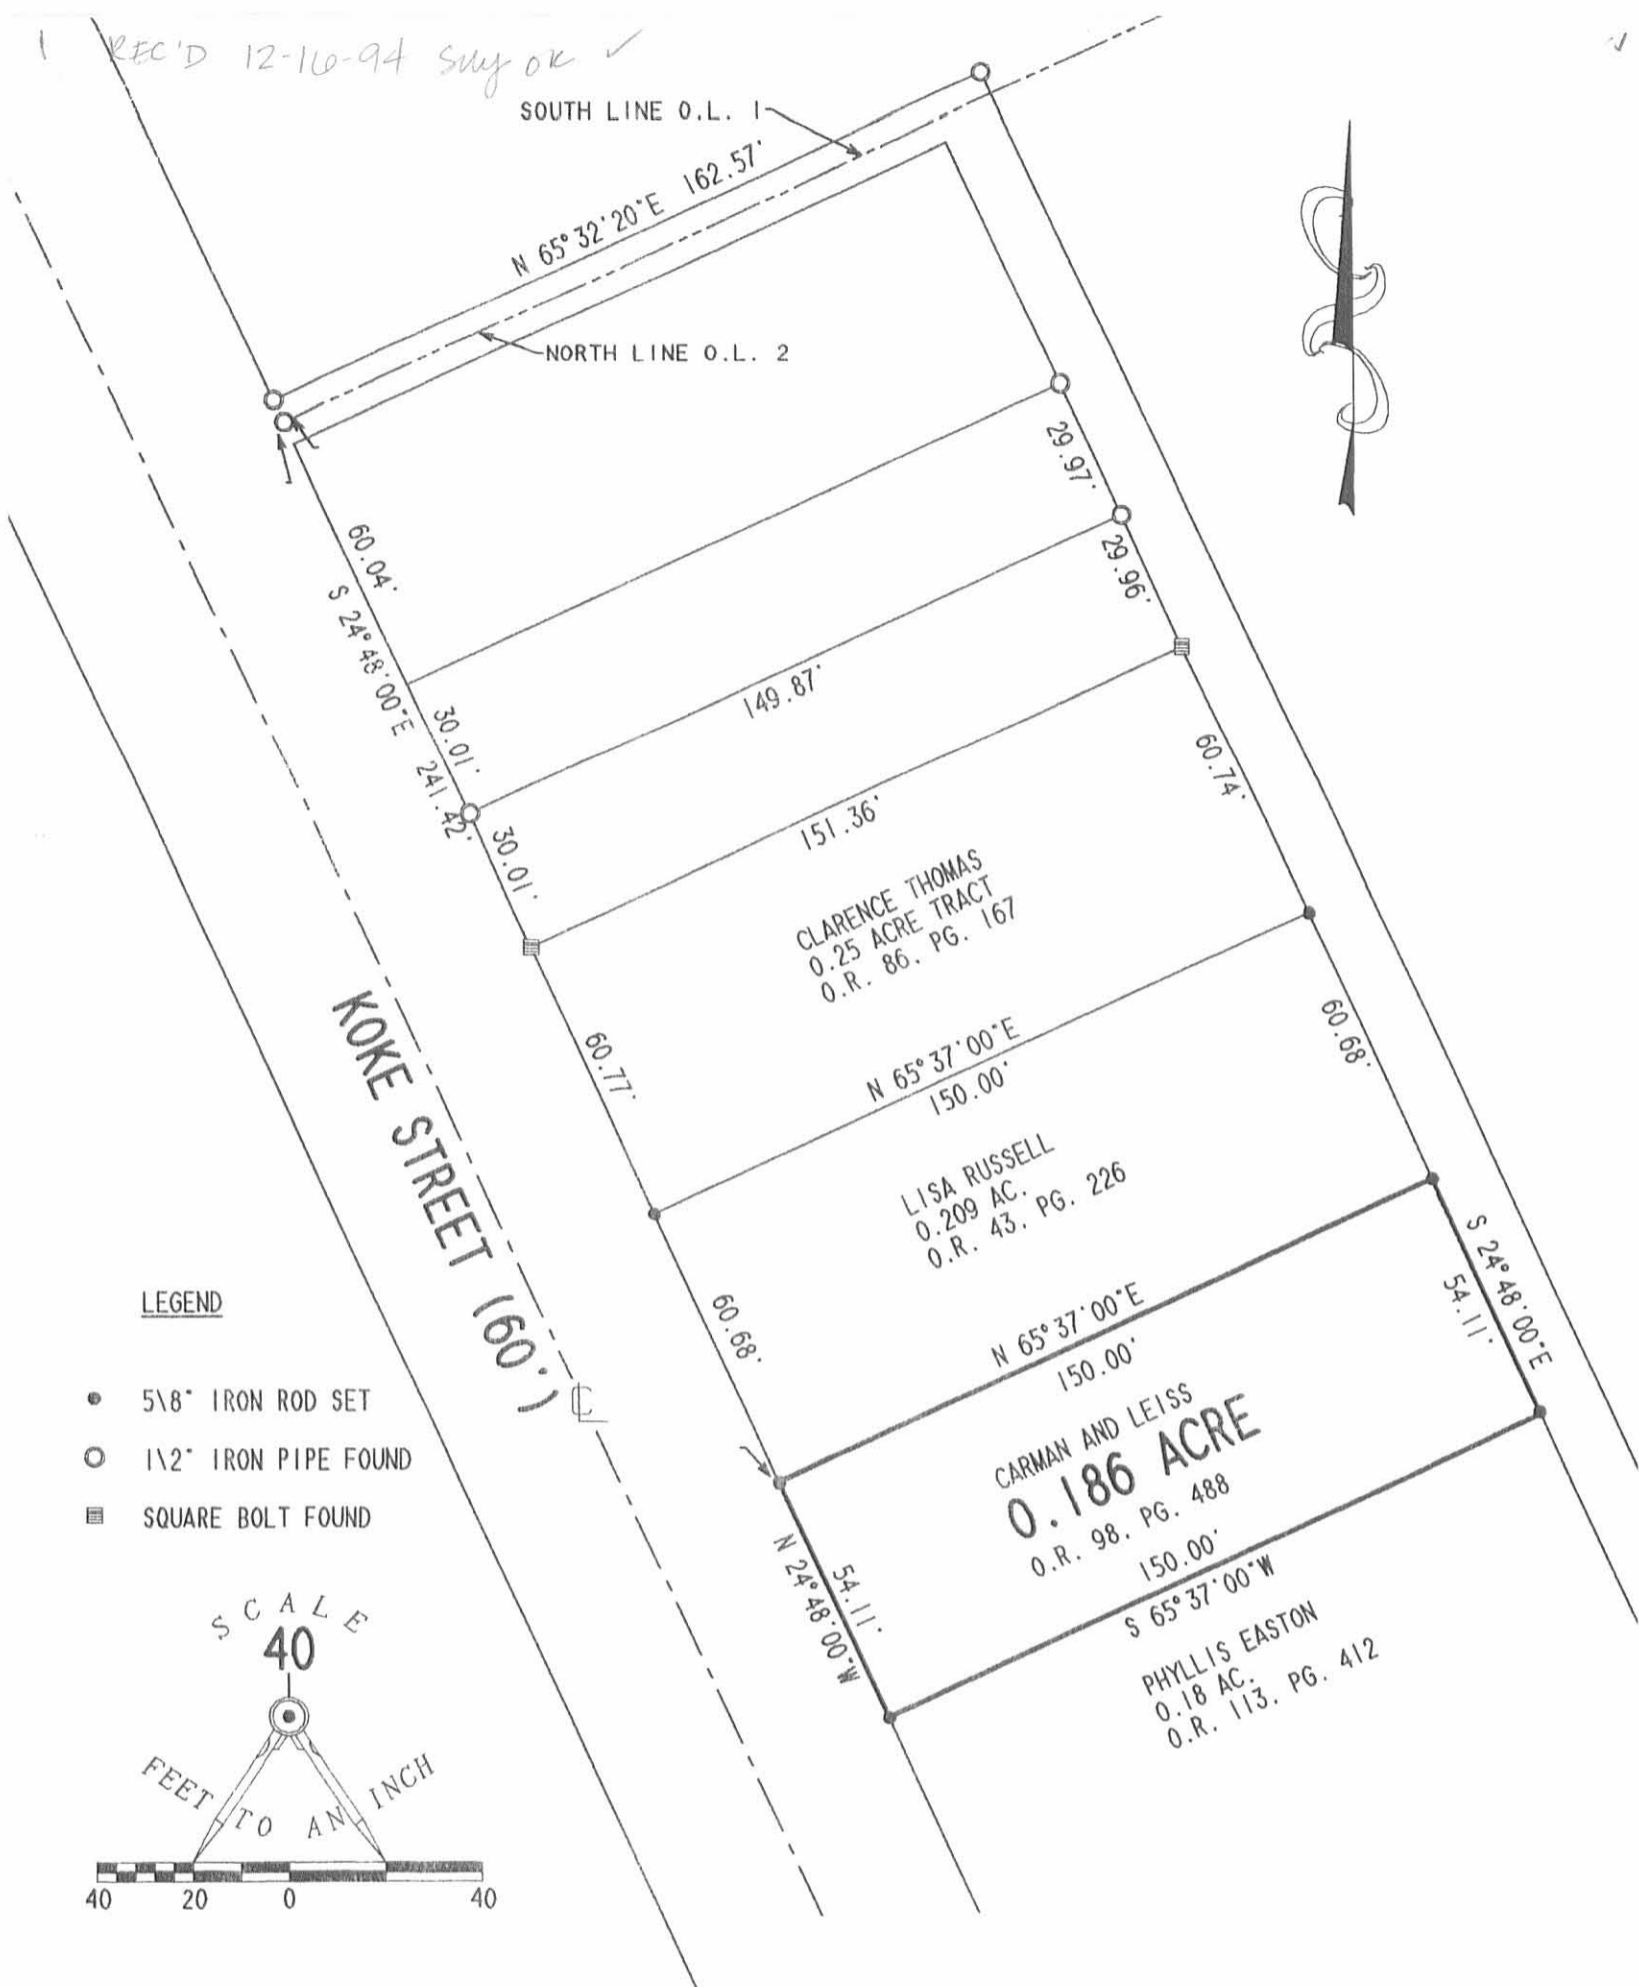 REC'D 12-16-94 ok ✓
SOUTH LINE O.L. 1
N 65°32'20"E 162.57'
NORTH LINE O.L. 2
29.97'
29.96'
60.04'
S 24°48'00"E 241.42'
30.01'
149.87'
30.01'
151.36'
60.74'
CLARENCE THOMAS
0.25 ACRE TRACT
O.R. 86. PG. 167
60.77'
60.68'
N 65°37'00"E
150.00'
KOKE STREET (60')
LISA RUSSELL
0.209 AC.
O.R. 43. PG. 226
60.68'
S 24°48'00"E
54.11'
N 65°37'00"E
150.00'
CARMAN AND LEISS
0.186 ACRE
O.R. 98. PG. 488
150.00'
S 65°37'00"W
54.11'
N 24°48'00"W
PHYLLIS EASTON
0.18 AC.
O.R. 113. PG. 412
LEGEND
5\8" IRON ROD SET
1\2" IRON PIPE FOUND
SQUARE BOLT FOUND
SCALE
40
FEET TO AN INCH
40 20 0 40